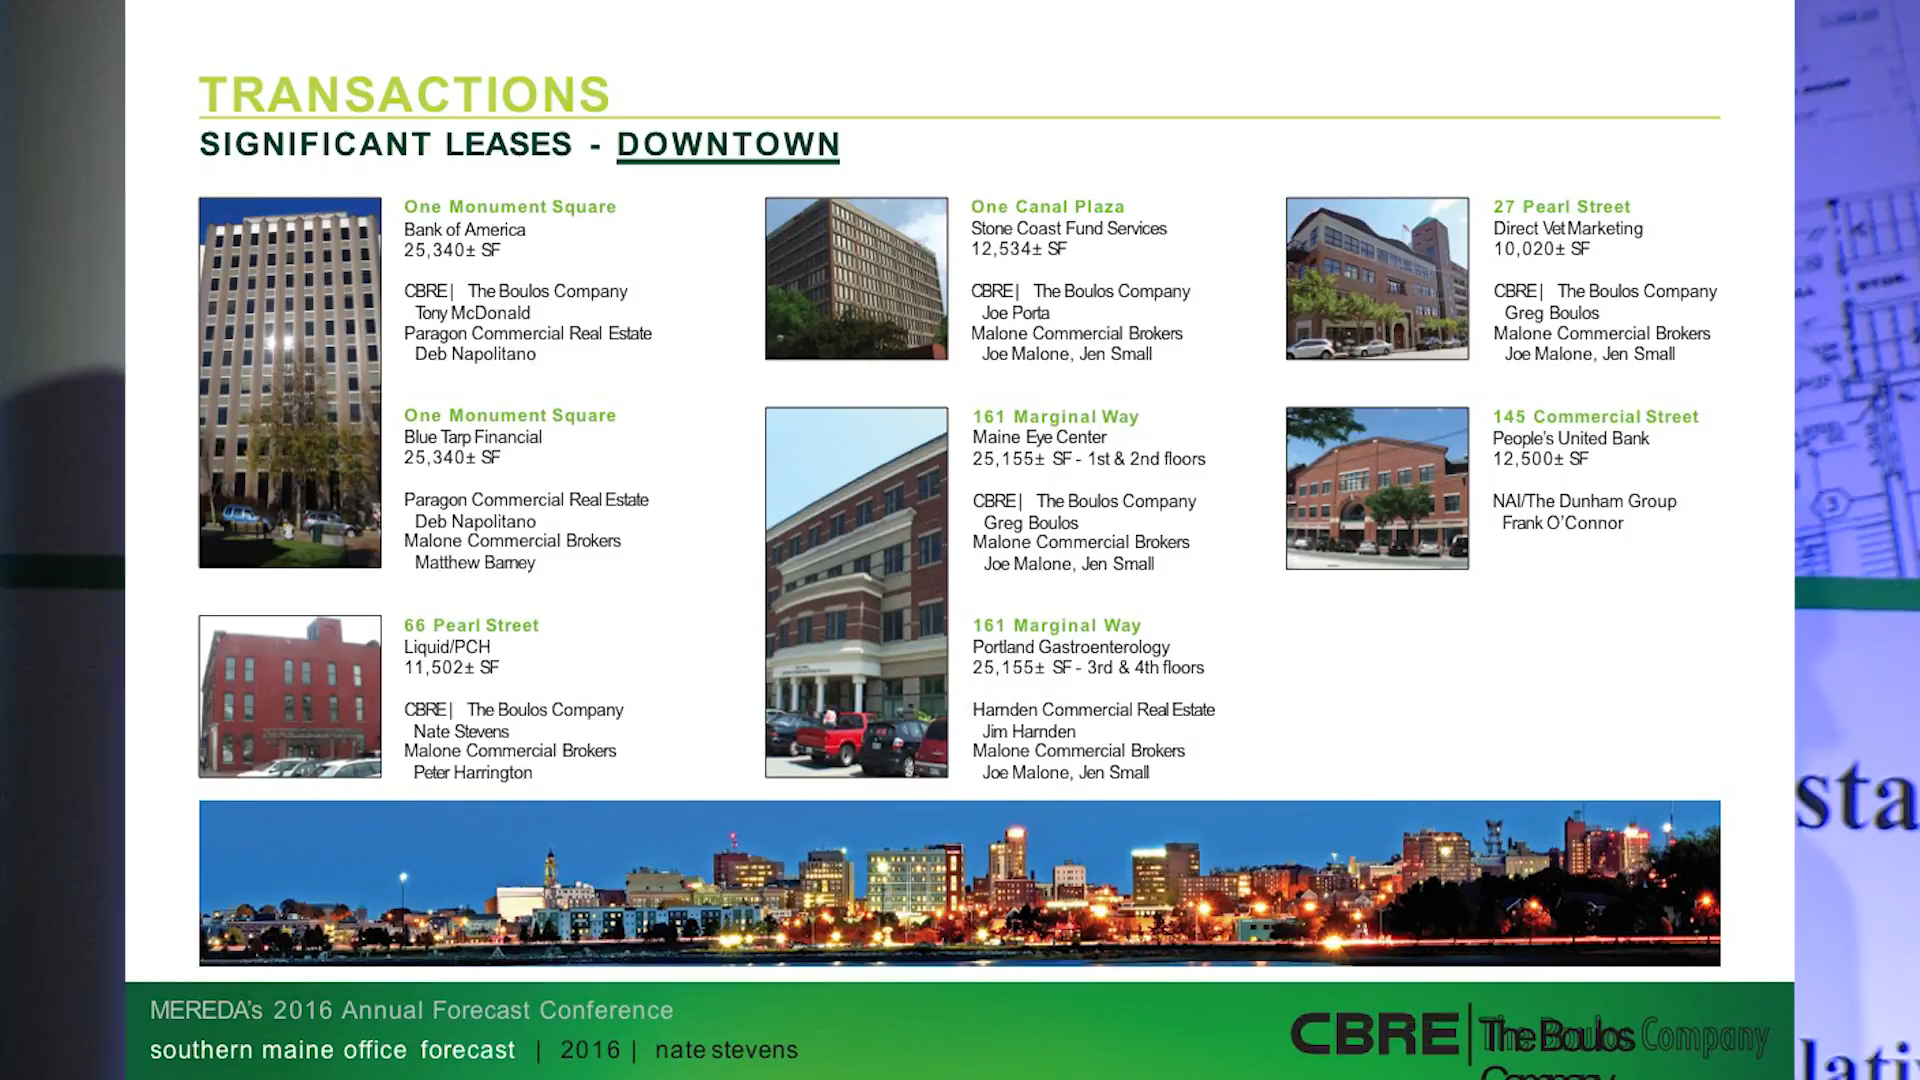 TRANSACTIONS
SIGNIFICANT LEASES - DOWNTOWN
One Monument Square
Bank of America
25,340± SF
CBRE| The Boulos Company
Tony McDonald
Paragon Commercial Real Estate
Deb Napolitano
One Monument Square
Blue Tarp Financial
25,340± SF
Paragon Commercial Real Estate
Deb Napolitano
Malone Commercial Brokers
Matthew Barney
66 Pearl Street
Liquid/PCH
11,502± SF
CBRE| The Boulos Company
Nate Stevens
Malone Commercial Brokers
Peter Harrington
One Canal Plaza
Stone Coast Fund Services
12,534± SF
CBRE| The Boulos Company
Joe Porta
Malone Commercial Brokers
Joe Malone, Jen Small
161 Marginal Way
Maine Eye Center
25,155± SF - 1st & 2nd floors
CBRE| The Boulos Company
Greg Boulos
Malone Commercial Brokers
Joe Malone, Jen Small
161 Marginal Way
Portland Gastroenterology
25,155± SF - 3rd & 4th floors
Harnden Commercial Real Estate
Jim Harnden
Malone Commercial Brokers
Joe Malone, Jen Small
27 Pearl Street
Direct Vet Marketing
10,020± SF
CBRE| The Boulos Company
Greg Boulos
Malone Commercial Brokers
Joe Malone, Jen Small
145 Commercial Street
People's United Bank
12,500± SF
NAI/The Dunham Group
Frank O'Connor
MEREDA's 2016 Annual Forecast Conference
southern maine office forecast | 2016 | nate stevens
CBRE | The Boulos Company
Company
sta
lati